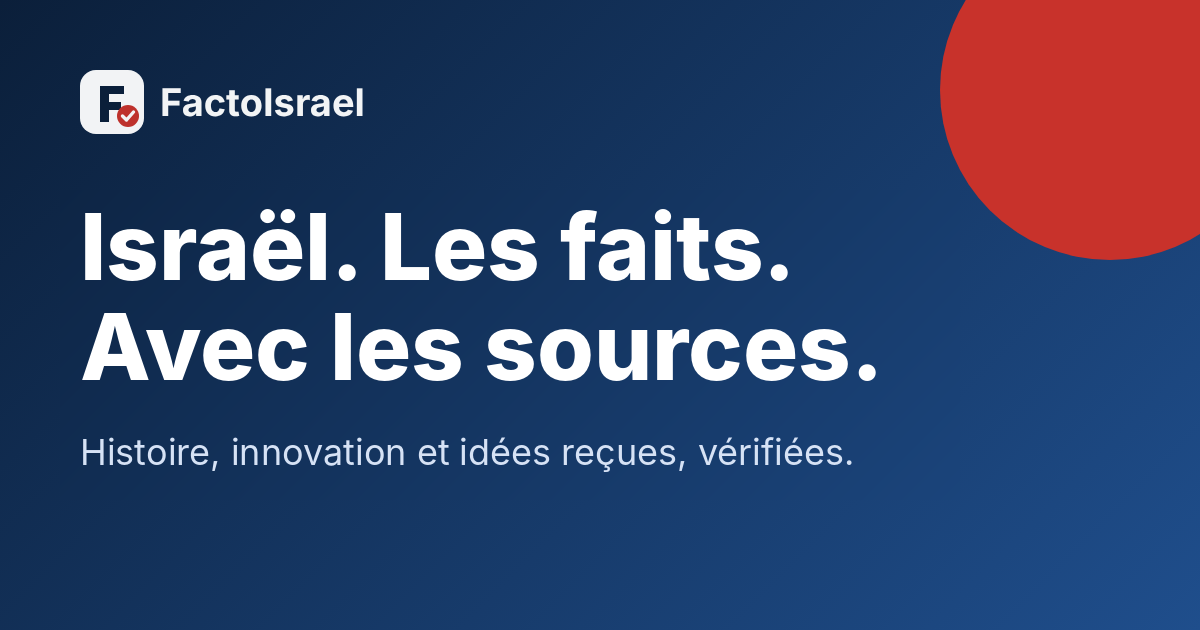 FactoIsrael
Israël. Les faits.
Avec les sources.
Histoire, innovation et idées reçues, vérifiées.